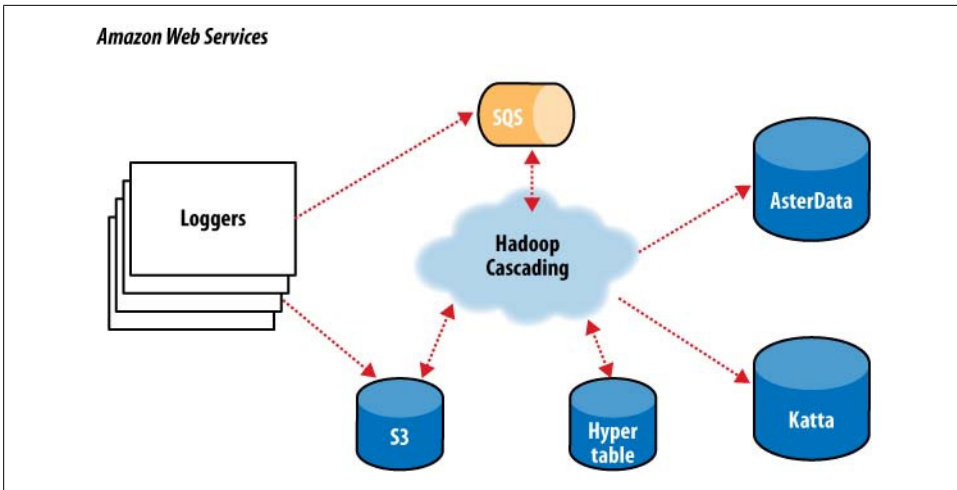 Amazon Web Services
SQS
Loggers
AsterData
Hadoop
Cascading
S3
Hyper
table
Katta